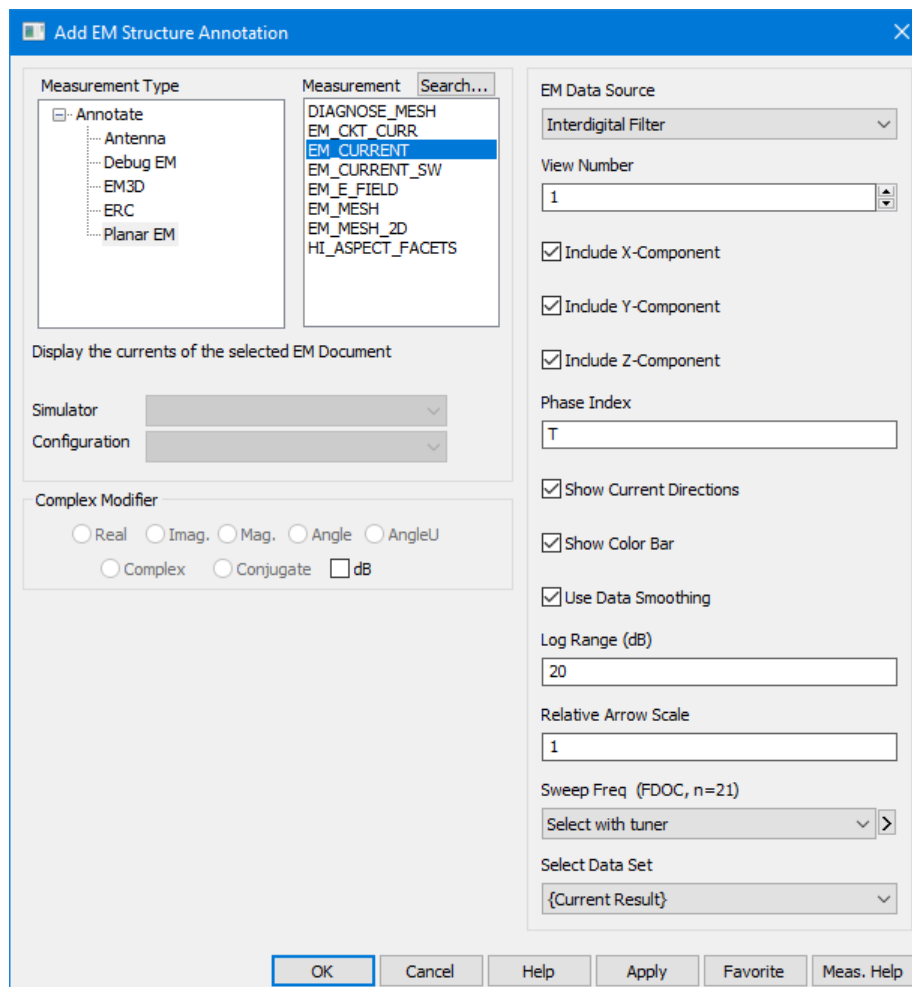 Add EM Structure Annotation
Measurement Type
Annotate
Antenna
Debug EM
EM3D
ERC
Planar EM
Measurement
Search...
DIAGNOSE_MESH
EM_CKT_CURR
EM_CURRENT
EM_CURRENT_SW
EM_E_FIELD
EM_MESH
EM_MESH_2D
HI_ASPECT_FACETS
Display the currents of the selected EM Document
Simulator
Configuration
Complex Modifier
Real Imag. Mag. Angle AngleU
Complex Conjugate dB
EM Data Source
Interdigital Filter
View Number
1
Include X-Component
Include Y-Component
Include Z-Component
Phase Index
T
Show Current Directions
Show Color Bar
Use Data Smoothing
Log Range (dB)
20
Relative Arrow Scale
1
Sweep Freq (FDOC, n=21)
Select with tuner
>
Select Data Set
{Current Result}
OK Cancel Help Apply Favorite Meas. Help